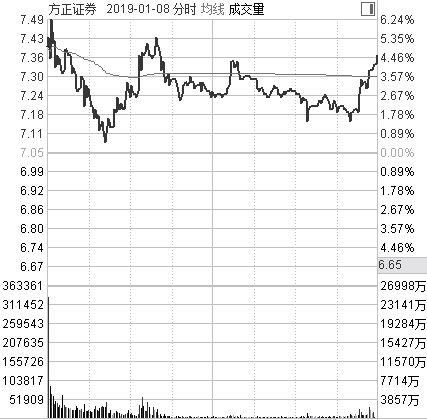 方正证券 2019-01-08 分时 均线 成交量
7.49 6.24%
7.43 5.35%
7.36 4.46%
7.30 3.57%
7.24 2.67%
7.18 1.78%
7.11 0.89%
7.05 0.00%
6.99 0.89%
6.92 1.78%
6.86 2.67%
6.80 3.57%
6.74 4.46%
6.67 6.65
363361 26998万
311452 23141万
259543 19284万
207635 15427万
155726 11570万
103817 7714万
51909 3857万